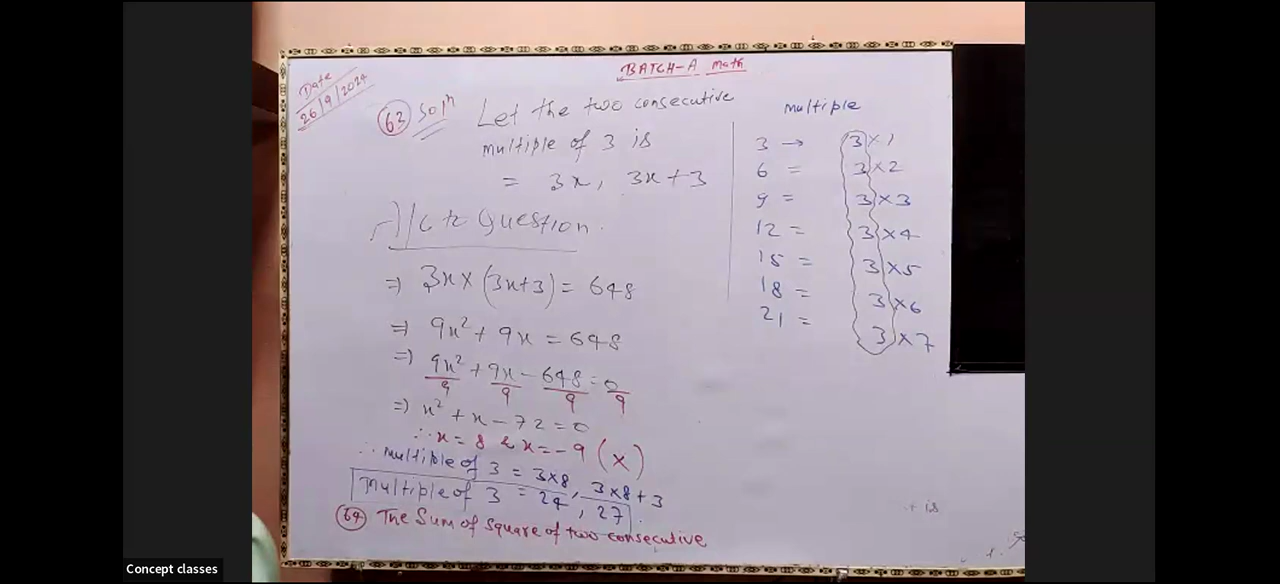 BATCH-A Math
Date
26/9/2024
63 Solⁿ Let the two consecutive
multiple of 3 is
= 3x, 3x+3
A/c to Question.
=) 3x × (3x+3) = 648
=) 9x² + 9x = 648
=) 9x²/9 + 9x/9 - 648/9 = 0/9
=) x² + x - 72 = 0
∴ x = 8 & x = -9 (×)
∴ multiple of 3 = 3×8, 3×8+3
multiple of 3 = 24, 27.
64 The Sum of Square of two consecutive
multiple
3 → 3×1
6 = 3×2
9 = 3×3
12 = 3×4
15 = 3×5
18 = 3×6
21 = 3×7
is
Concept classes